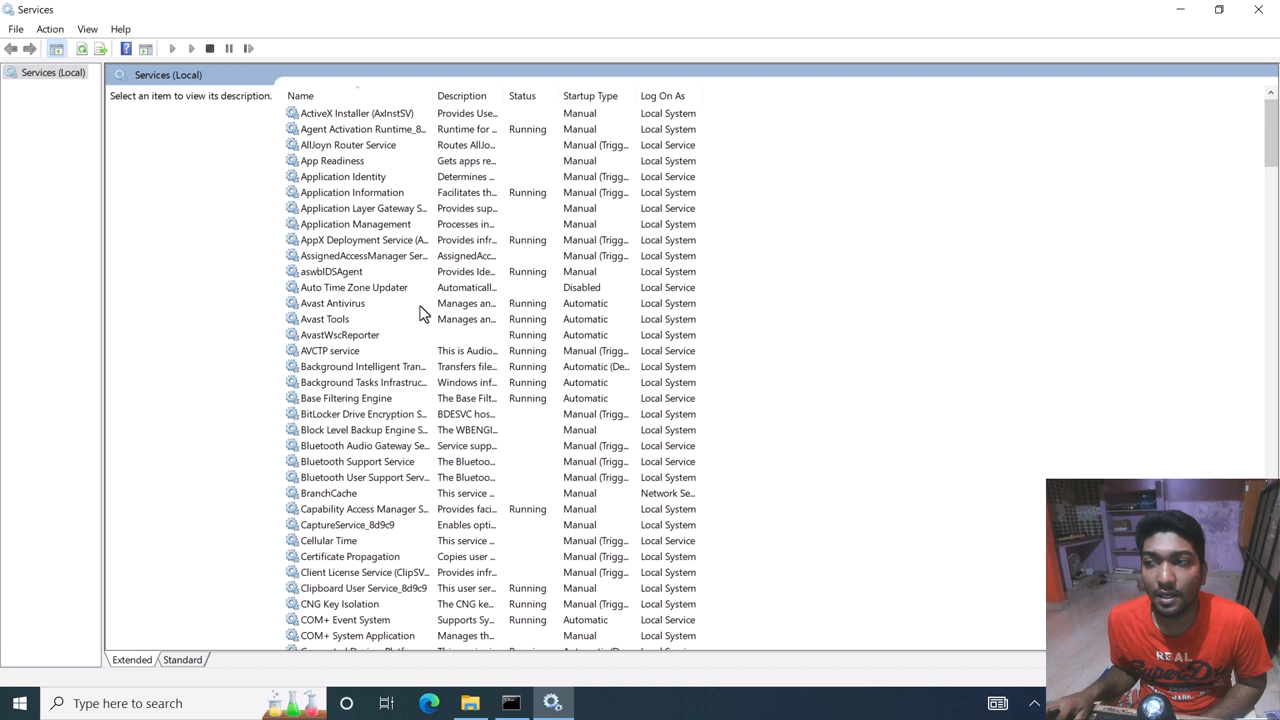 Services
File Action View Help
Services (Local)
Services (Local)
Select an item to view its description.
Name Description Status Startup Type Log On As
ActiveX Installer (AxInstSV) Provides Use... Manual Local System
Agent Activation Runtime_8... Runtime for ... Running Manual Local System
AllJoyn Router Service Routes AllJo... Manual (Trigg... Local Service
App Readiness Gets apps re... Manual Local System
Application Identity Determines ... Manual (Trigg... Local Service
Application Information Facilitates th... Running Manual (Trigg... Local System
Application Layer Gateway S... Provides sup... Manual Local Service
Application Management Processes in... Manual Local System
AppX Deployment Service (A... Provides infr... Running Manual (Trigg... Local System
AssignedAccessManager Ser... AssignedAcc... Manual (Trigg... Local System
aswbIDSAgent Provides Ide... Running Manual Local System
Auto Time Zone Updater Automaticall... Disabled Local Service
Avast Antivirus Manages an... Running Automatic Local System
Avast Tools Manages an... Running Automatic Local System
AvastWscReporter Running Automatic Local System
AVCTP service This is Audio... Running Manual (Trigg... Local Service
Background Intelligent Tran... Transfers file... Running Automatic (De... Local System
Background Tasks Infrastruc... Windows inf... Running Automatic Local System
Base Filtering Engine The Base Filt... Running Automatic Local Service
BitLocker Drive Encryption S... BDESVC hos... Manual (Trigg... Local System
Block Level Backup Engine S... The WBENGI... Manual Local System
Bluetooth Audio Gateway Se... Service supp... Manual (Trigg... Local Service
Bluetooth Support Service The Bluetoo... Manual (Trigg... Local Service
Bluetooth User Support Serv... The Bluetoo... Manual (Trigg... Local System
BranchCache This service ... Manual Network Se...
Capability Access Manager S... Provides faci... Running Manual Local System
CaptureService_8d9c9 Enables opti... Manual Local System
Cellular Time This service ... Manual (Trigg... Local Service
Certificate Propagation Copies user ... Manual (Trigg... Local System
Client License Service (ClipSV... Provides infr... Manual (Trigg... Local System
Clipboard User Service_8d9c9 This user ser... Running Manual Local System
CNG Key Isolation The CNG ke... Running Manual (Trigg... Local System
COM+ Event System Supports Sy... Running Automatic Local Service
COM+ System Application Manages th... Manual Local System
Extended Standard
REAL
Type here to search